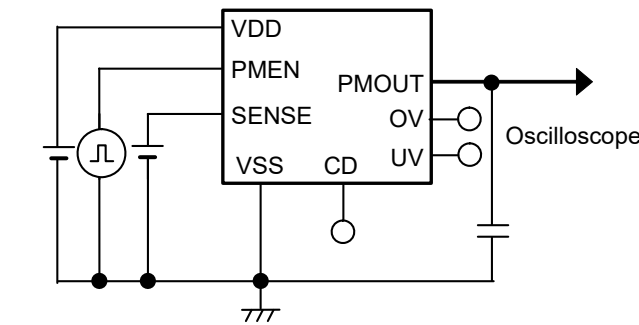 VDD
PMEN
PMOUT
SENSE
OV
Oscilloscope
UV
VSS
CD